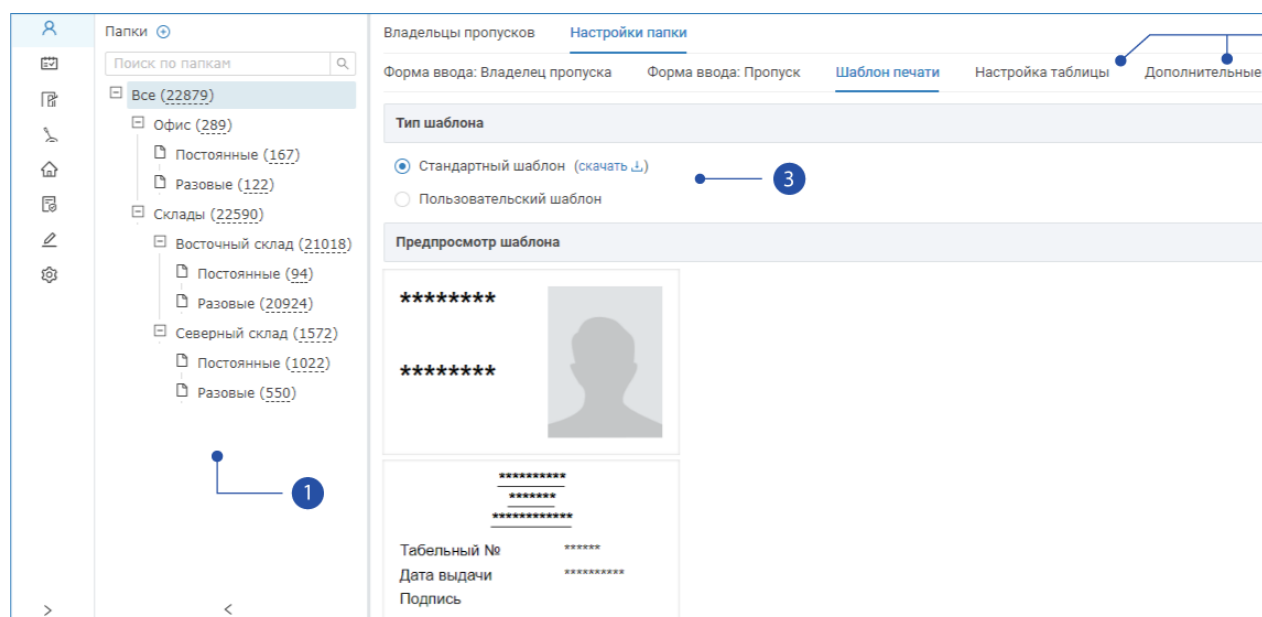 Папки
Поиск по папкам
Все (22879)
Офис (289)
Постоянные (167)
Разовые (122)
Склады (22590)
Восточный склад (21018)
Постоянные (94)
Разовые (20924)
Северный склад (1572)
Постоянные (1022)
Разовые (550)
1
Владельцы пропусков Настройки папки
Форма ввода: Владелец пропуска Форма ввода: Пропуск Шаблон печати Настройка таблицы Дополнительные
Тип шаблона
Стандартный шаблон (скачать)
3
Пользовательский шаблон
Предпросмотр шаблона
********
********
**********
*******
************
Табельный № ******
Дата выдачи **********
Подпись